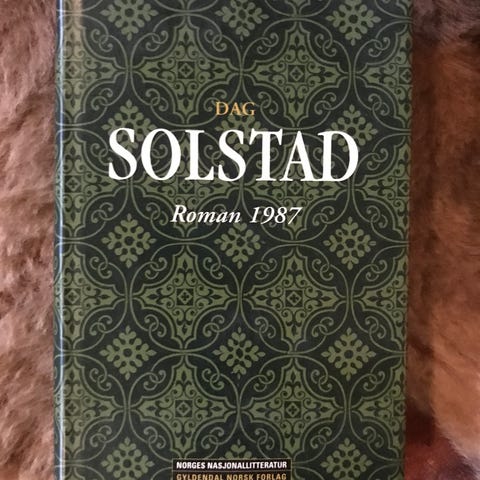 DAG
SOLSTAD
Roman 1987
NORGES NASJONALLITTERATUR
GYLDENDAL NORSK FORLAG